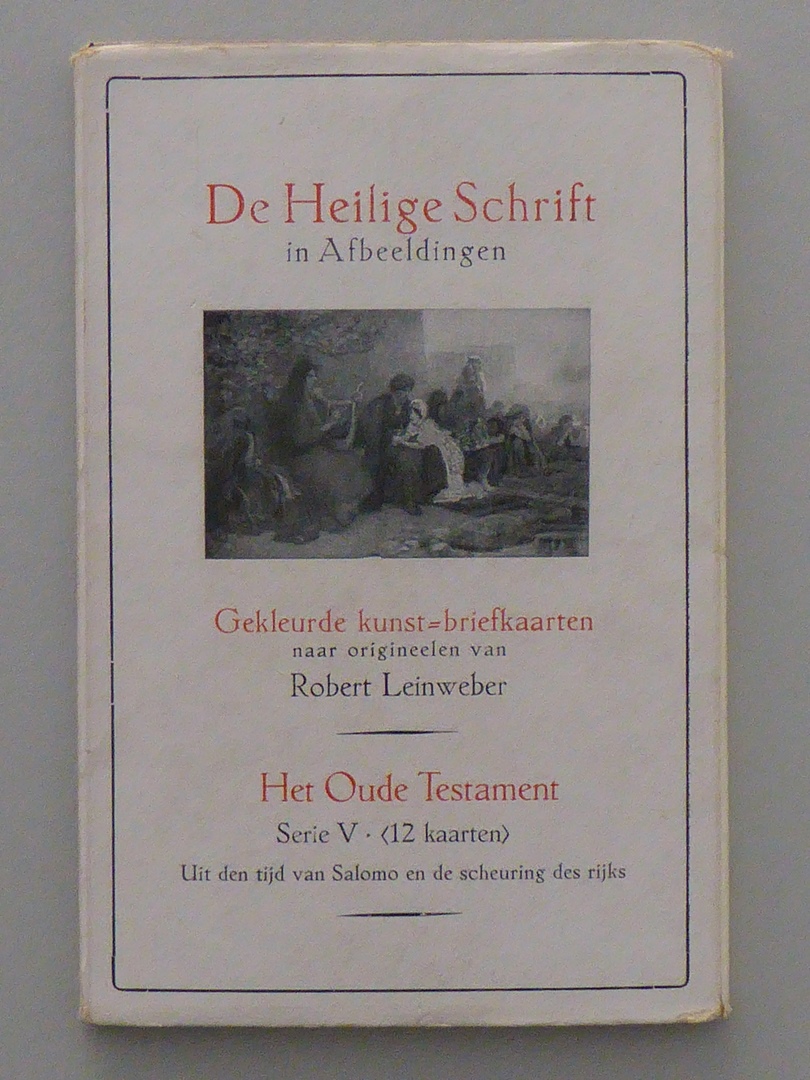 De Heilige Schrift
in Afbeeldingen
Gekleurde kunst=briefkaarten
naar origineelen van
Robert Leinweber
Het Oude Testament
Serie V · (12 kaarten)
Uit den tijd van Salomo en de scheuring des rijks